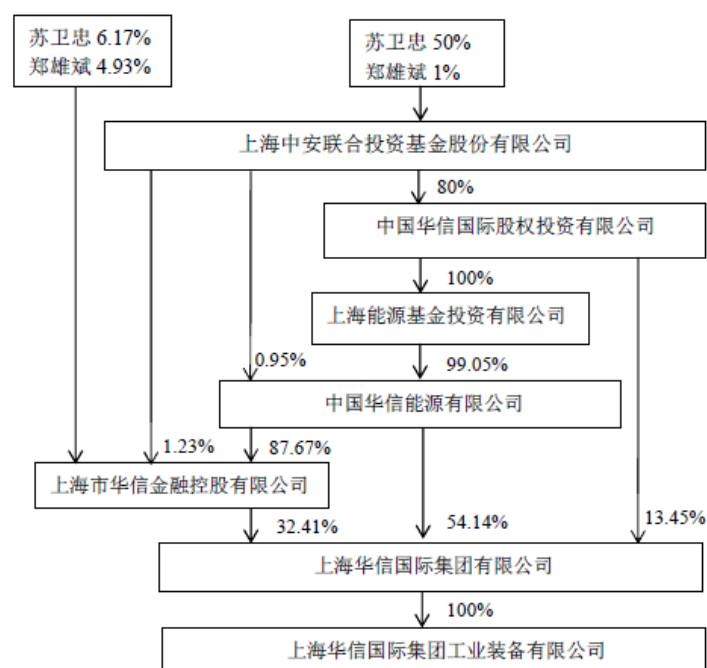 苏卫忠 6.17%
郑雄斌 4.93%
苏卫忠 50%
郑雄斌 1%
上海中安联合投资基金股份有限公司
80%
中国华信国际股权投资有限公司
100%
上海能源基金投资有限公司
0.95%
99.05%
中国华信能源有限公司
1.23%
87.67%
上海市华信金融控股有限公司
32.41%
54.14%
13.45%
上海华信国际集团有限公司
100%
上海华信国际集团工业装备有限公司